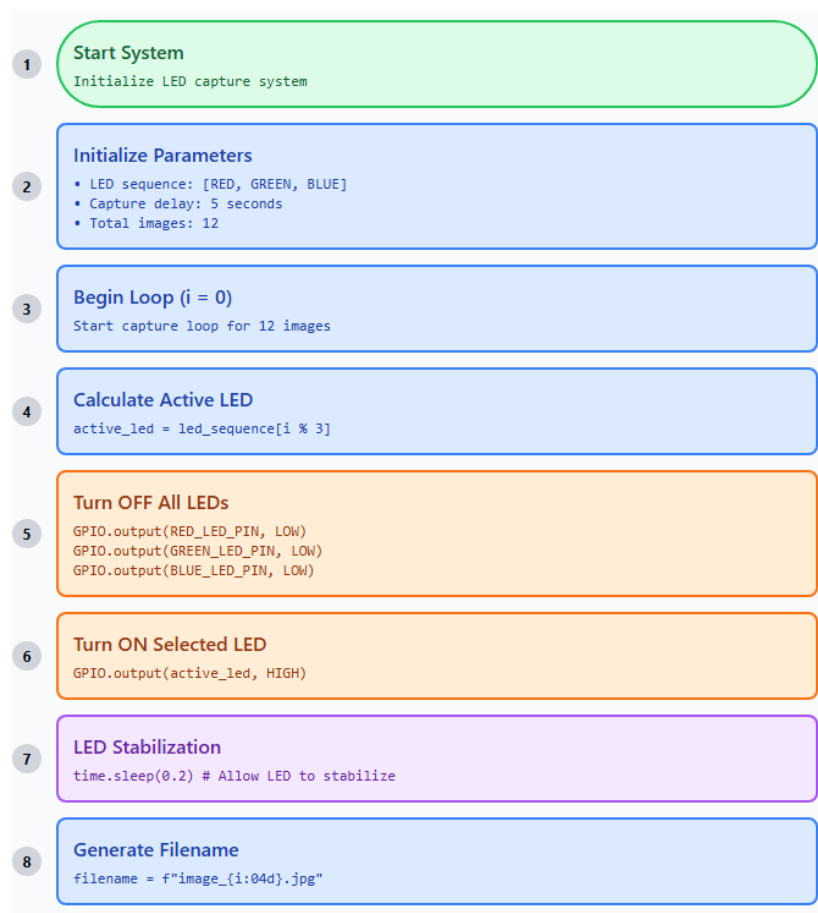 1
Start System
Initialize LED capture system
2
Initialize Parameters
• LED sequence: [RED, GREEN, BLUE]
• Capture delay: 5 seconds
• Total images: 12
3
Begin Loop (i = 0)
Start capture loop for 12 images
4
Calculate Active LED
active_led = led_sequence[i % 3]
5
Turn OFF All LEDs
GPIO.output(RED_LED_PIN, LOW)
GPIO.output(GREEN_LED_PIN, LOW)
GPIO.output(BLUE_LED_PIN, LOW)
6
Turn ON Selected LED
GPIO.output(active_led, HIGH)
7
LED Stabilization
time.sleep(0.2) # Allow LED to stabilize
8
Generate Filename
filename = f"image_{i:04d}.jpg"